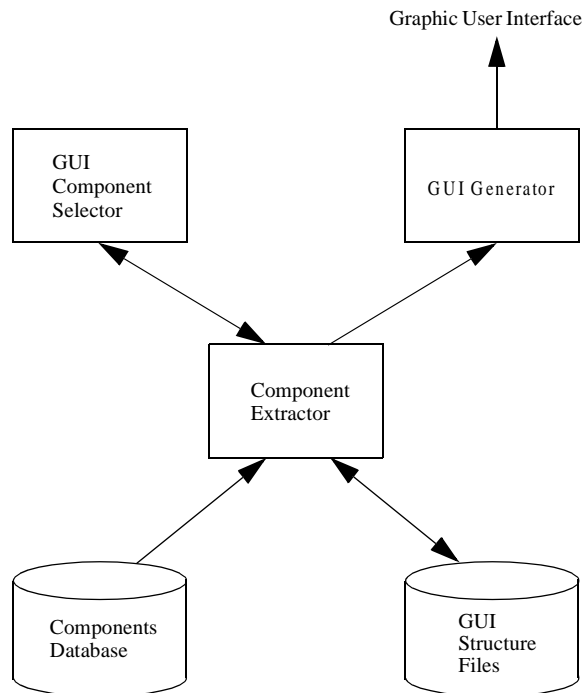 Graphic User Interface
GUI
Component
Selector
GUI Generator
Component
Extractor
Components
Database
GUI
Structure
Files